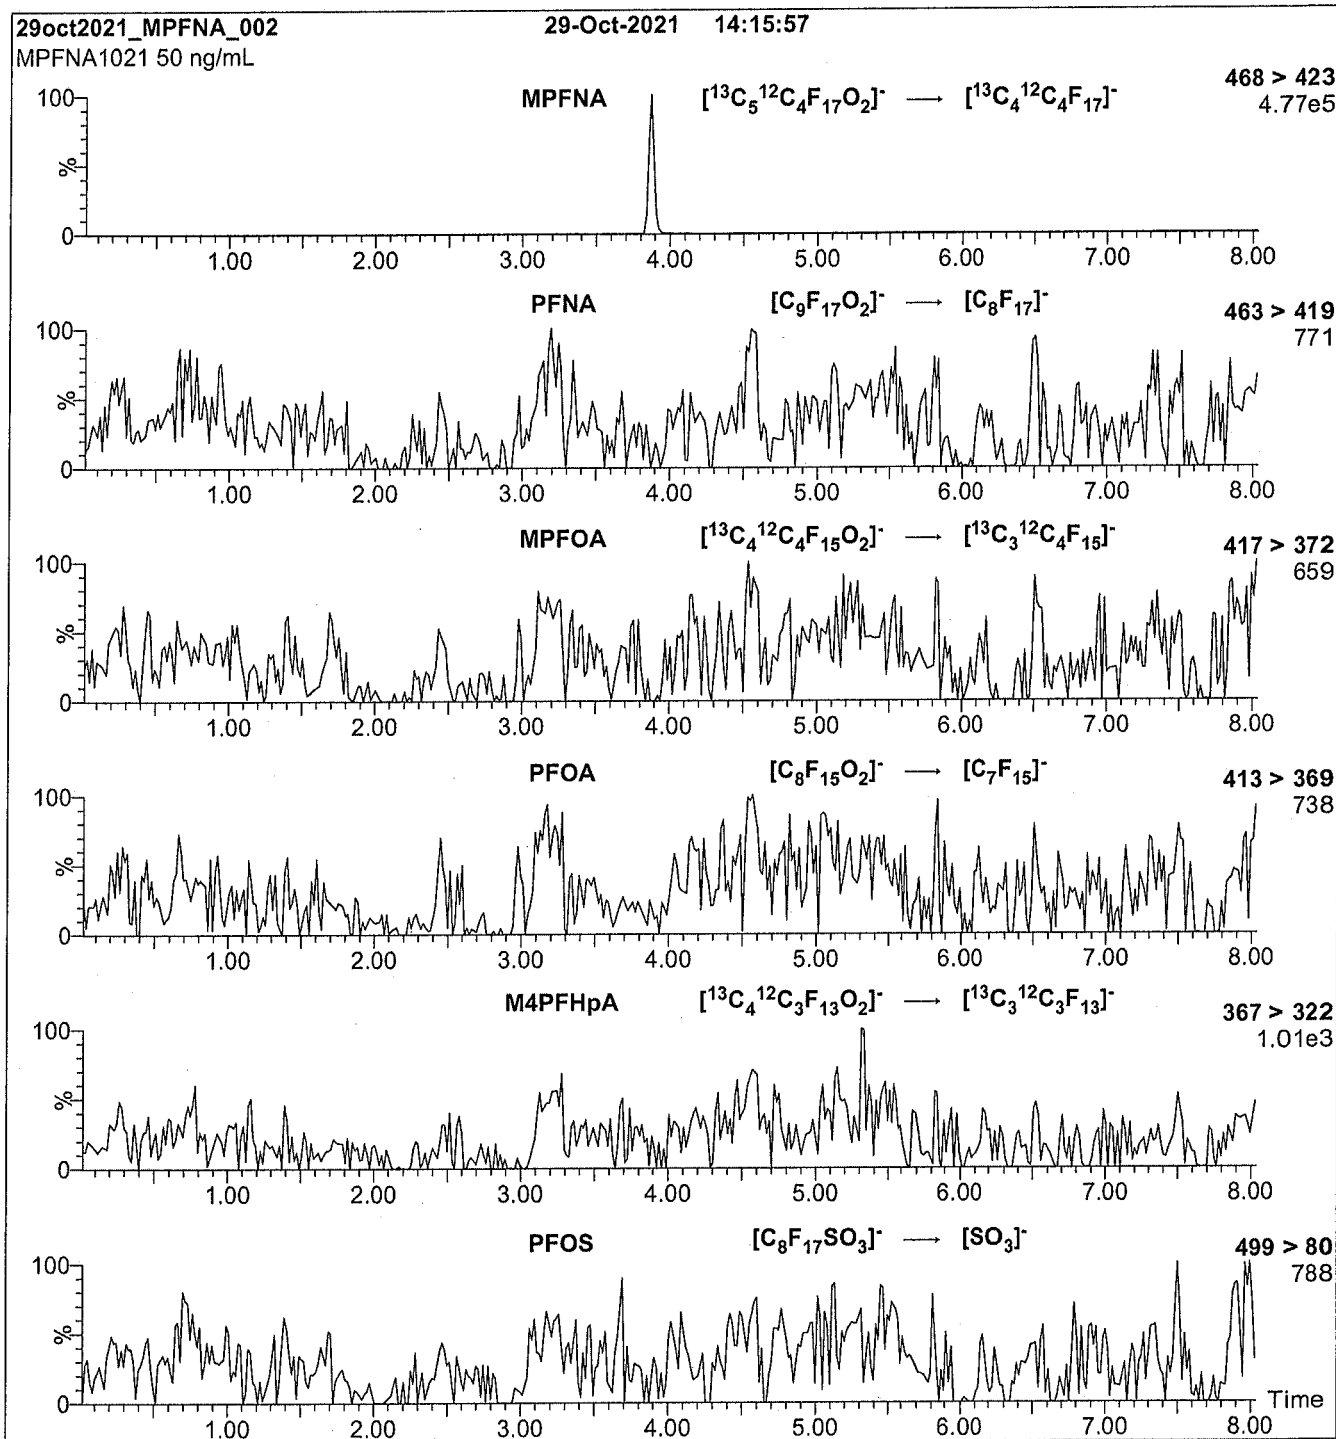 29oct2021_MPFNA_002 29-Oct-2021 14:15:57
MPFNA1021 50 ng/mL
MPFNA [¹³C₅¹²C₄F₁₇O₂]⁻ → [¹³C₄¹²C₄F₁₇]⁻ 468 > 423
4.77e5
100
%
0
1.00 2.00 3.00 4.00 5.00 6.00 7.00 8.00
PFNA [C₉F₁₇O₂]⁻ → [C₈F₁₇]⁻ 463 > 419
771
100
%
0
1.00 2.00 3.00 4.00 5.00 6.00 7.00 8.00
MPFOA [¹³C₄¹²C₄F₁₅O₂]⁻ → [¹³C₃¹²C₄F₁₅]⁻ 417 > 372
659
100
%
0
1.00 2.00 3.00 4.00 5.00 6.00 7.00 8.00
PFOA [C₈F₁₅O₂]⁻ → [C₇F₁₅]⁻ 413 > 369
738
100
%
0
1.00 2.00 3.00 4.00 5.00 6.00 7.00 8.00
M4PFHpA [¹³C₄¹²C₃F₁₃O₂]⁻ → [¹³C₃¹²C₃F₁₃]⁻ 367 > 322
1.01e3
100
%
0
1.00 2.00 3.00 4.00 5.00 6.00 7.00 8.00
PFOS [C₈F₁₇SO₃]⁻ → [SO₃]⁻ 499 > 80
788
100
%
0
Time
1.00 2.00 3.00 4.00 5.00 6.00 7.00 8.00